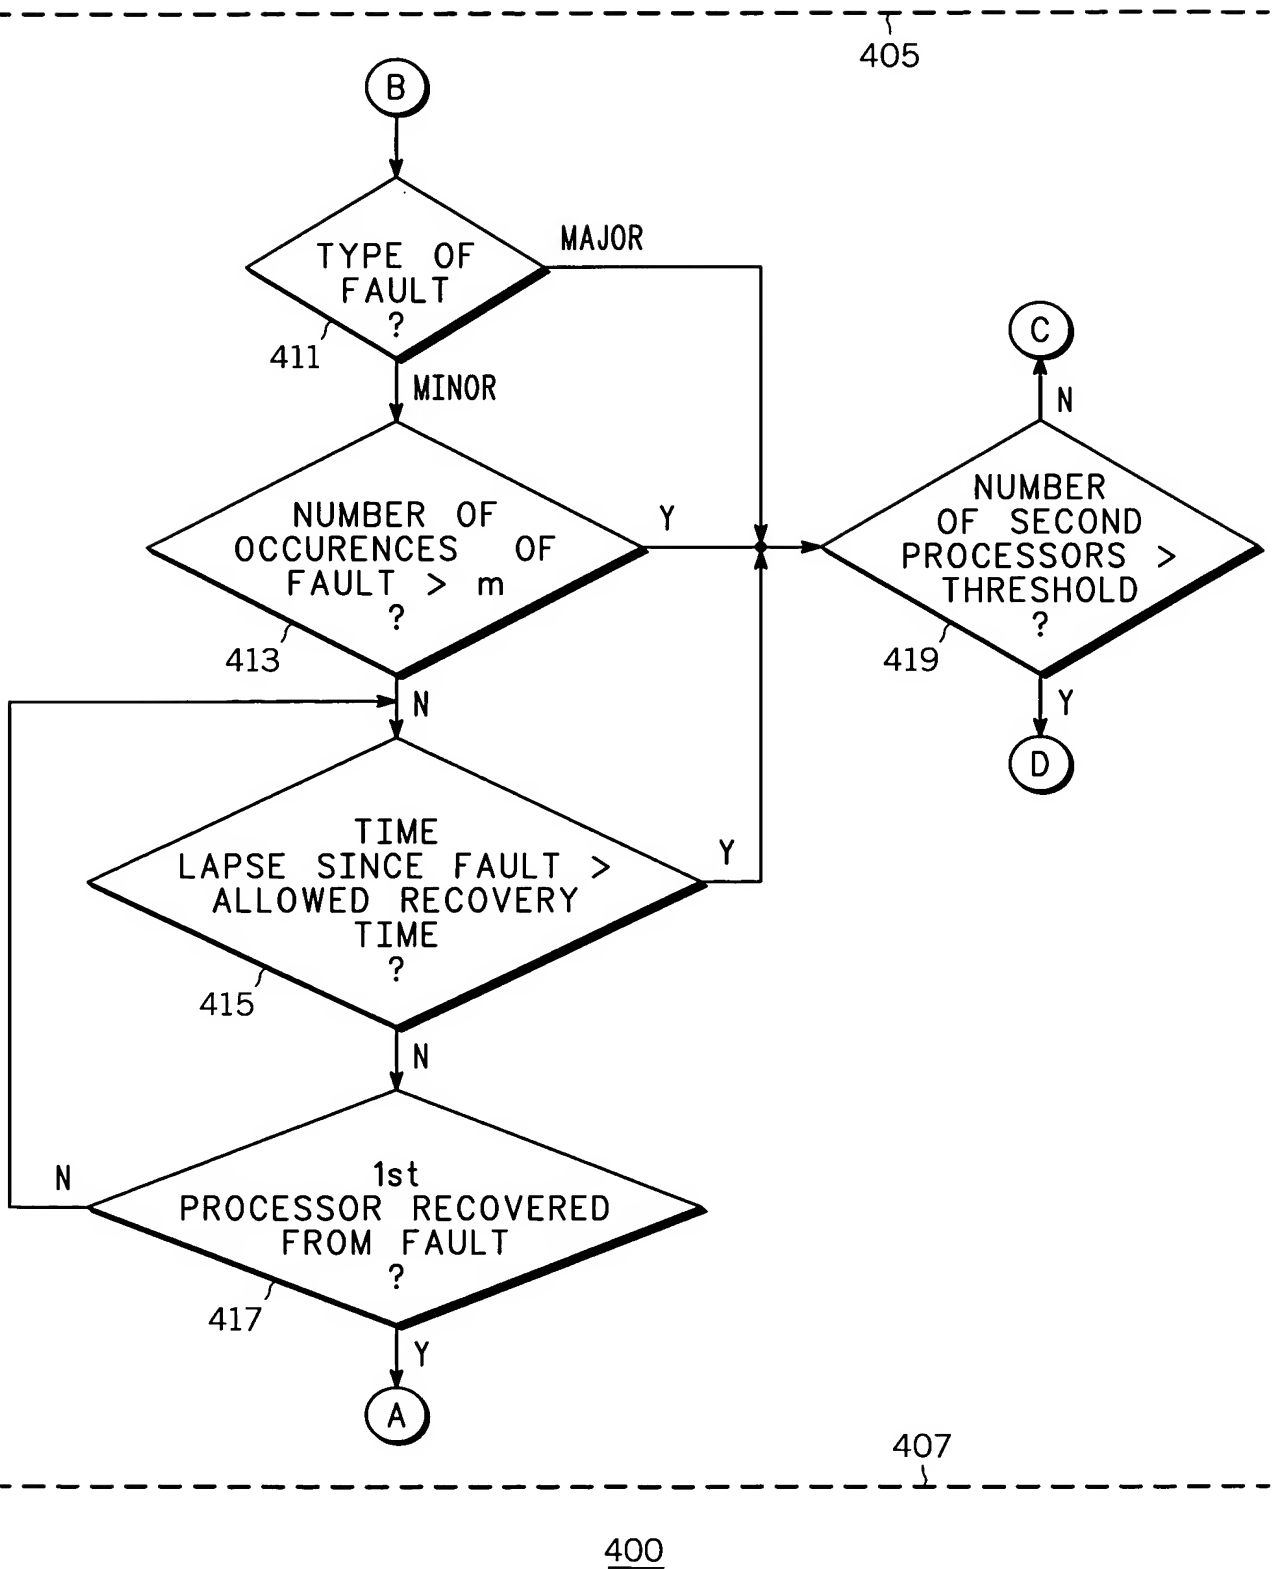 405
B
TYPE OF
FAULT
?
MAJOR
411
MINOR
C
N
NUMBER OF
OCCURENCES OF
FAULT > m
?
Y
413
NUMBER
OF SECOND
PROCESSORS >
THRESHOLD
?
419
N
Y
D
TIME
LAPSE SINCE FAULT >
ALLOWED RECOVERY
TIME
?
Y
415
N
1st
PROCESSOR RECOVERED
FROM FAULT
?
N
417
Y
A
407
400